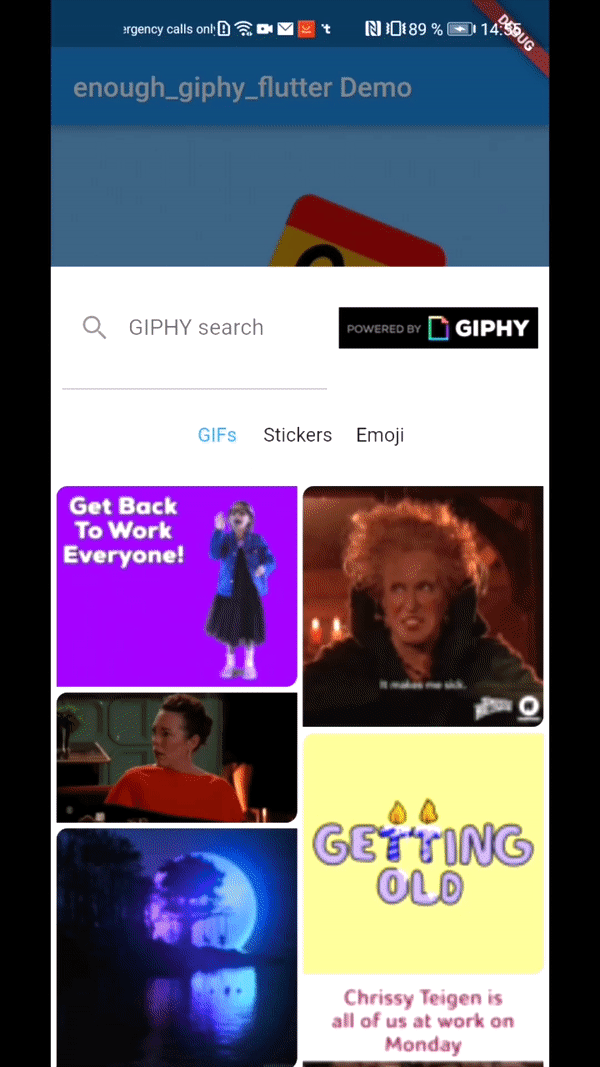 ergency calls onl 89 % 14:55
DEBUG
enough_giphy_flutter Demo
GIPHY search
POWERED BY GIPHY
GIFs Stickers Emoji
Get Back
To Work
Everyone!
It makes me sick.
GETTING
OLD
Chrissy Teigen is
all of us at work on
Monday